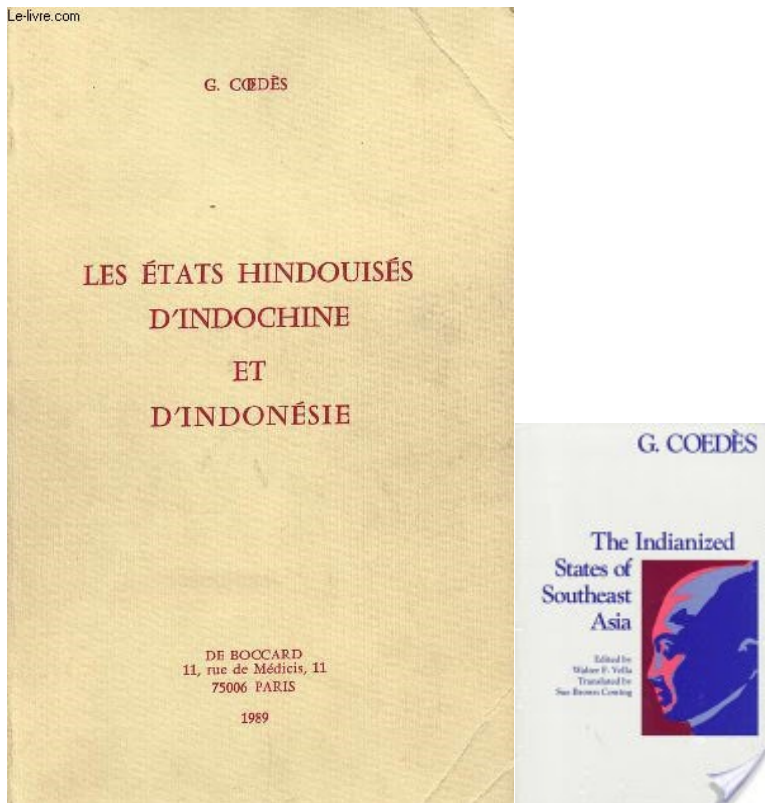 Le-livre.com
G. CŒDÈS
LES ÉTATS HINDOUISÉS
D'INDOCHINE
ET
D'INDONÉSIE
DE BOCCARD
11, rue de Médicis, 11
75006 PARIS
1989
G. COEDÈS
The Indianized
States of
Southeast
Asia
Edited by
Walter F. Vella
Translated by
Sue Brown Cowing